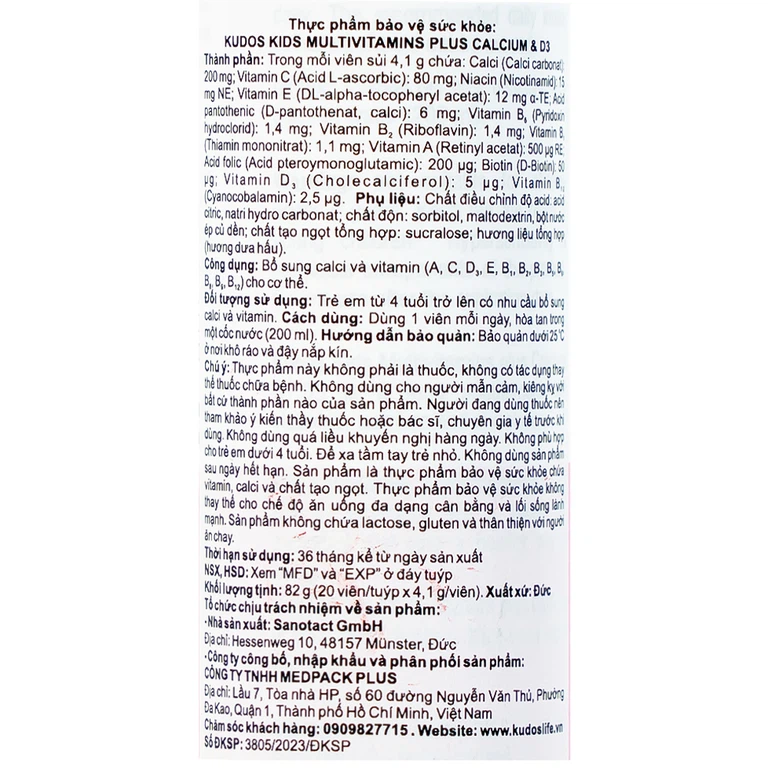 Thực phẩm bảo vệ sức khỏe:
KUDOS KIDS MULTIVITAMINS PLUS CALCIUM & D3
Thành phần: Trong mỗi viên sủi 4,1 g chứa: Calci (Calci carbonat):
200 mg; Vitamin C (Acid L-ascorbic): 80 mg; Niacin (Nicotinamid): 15
mg NE; Vitamin E (DL-alpha-tocopheryl acetat): 12 mg α-TE; Acid
pantothenic (D-pantothenat, calci): 6 mg; Vitamin B₆ (Pyridoxin
hydroclorid): 1,4 mg; Vitamin B₂ (Riboflavin): 1,4 mg; Vitamin B₁
(Thiamin mononitrat): 1,1 mg; Vitamin A (Retinyl acetat): 500 µg RE;
Acid folic (Acid pteroymonoglutamic): 200 µg; Biotin (D-Biotin): 50
µg; Vitamin D₃ (Cholecalciferol): 5 µg; Vitamin B₁₂
(Cyanocobalamin): 2,5 µg. Phụ liệu: Chất điều chỉnh độ acid: acid
citric, natri hydro carbonat; chất độn: sorbitol, maltodextrin, bột nước
ép củ dền; chất tạo ngọt tổng hợp: sucralose; hương liệu tổng hợp
(hương dưa hấu).
Công dụng: Bổ sung calci và vitamin (A, C, D₃, E, B₁, B₂, B₃, B₅, B₆,
B₈, B₉, B₁₂) cho cơ thể.
Đối tượng sử dụng: Trẻ em từ 4 tuổi trở lên có nhu cầu bổ sung
calci và vitamin. Cách dùng: Dùng 1 viên mỗi ngày, hòa tan trong
một cốc nước (200 ml). Hướng dẫn bảo quản: Bảo quản dưới 25°C
ở nơi khô ráo và đậy nắp kín.
Chú ý: Thực phẩm này không phải là thuốc, không có tác dụng thay
thế thuốc chữa bệnh. Không dùng cho người mẫn cảm, kiêng kỵ với
bất cứ thành phần nào của sản phẩm. Người đang dùng thuốc nên
tham khảo ý kiến thầy thuốc hoặc bác sĩ, chuyên gia y tế trước khi
dùng. Không dùng quá liều khuyến nghị hàng ngày. Không phù hợp
cho trẻ em dưới 4 tuổi. Để xa tầm tay trẻ nhỏ. Không dùng sản phẩm
sau ngày hết hạn. Sản phẩm là thực phẩm bảo vệ sức khỏe chứa
vitamin, calci và chất tạo ngọt. Thực phẩm bảo vệ sức khỏe không
thay thế cho chế độ ăn uống đa dạng cân bằng và lối sống lành
mạnh. Sản phẩm không chứa lactose, gluten và thân thiện với người
ăn chay.
Thời hạn sử dụng: 36 tháng kể từ ngày sản xuất
NSX, HSD: Xem "MFD" và "EXP" ở đáy tuýp
Khối lượng tịnh: 82 g (20 viên/tuýp x 4,1 g/viên). Xuất xứ: Đức
Tổ chức chịu trách nhiệm về sản phẩm:
•Nhà sản xuất: Sanotact GmbH
Địa chỉ: Hessenweg 10, 48157 Münster, Đức
•Công ty công bố, nhập khẩu và phân phối sản phẩm:
CÔNG TY TNHH MEDPACK PLUS
Địa chỉ: Lầu 7, Tòa nhà HP, số 60 đường Nguyễn Văn Thủ, Phường
Đa Kao, Quận 1, Thành phố Hồ Chí Minh, Việt Nam
Chăm sóc khách hàng: 0909827715. Website: www.kudoslife.vn
Số ĐKSP: 3805/2023/ĐKSP